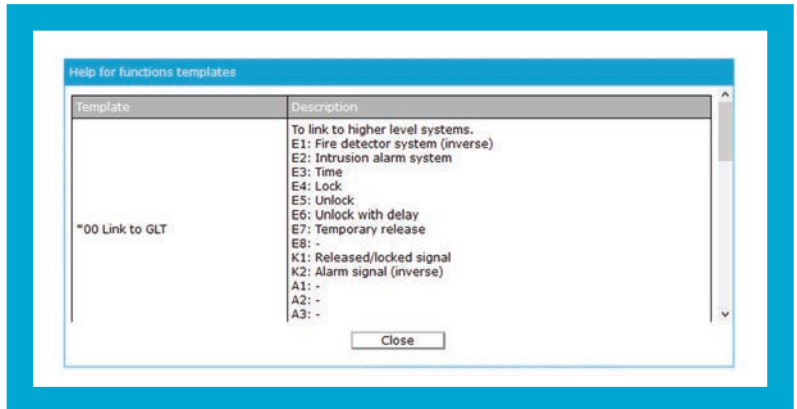 Help for functions templates
Template Description
To link to higher level systems.
E1: Fire detector system (inverse)
E2: Intrusion alarm system
E3: Time
E4: Lock
E5: Unlock
E6: Unlock with delay
"00 Link to GLT E7: Temporary release
E8: -
K1: Released/locked signal
K2: Alarm signal (inverse)
A1: -
A2: -
A3: -
Close